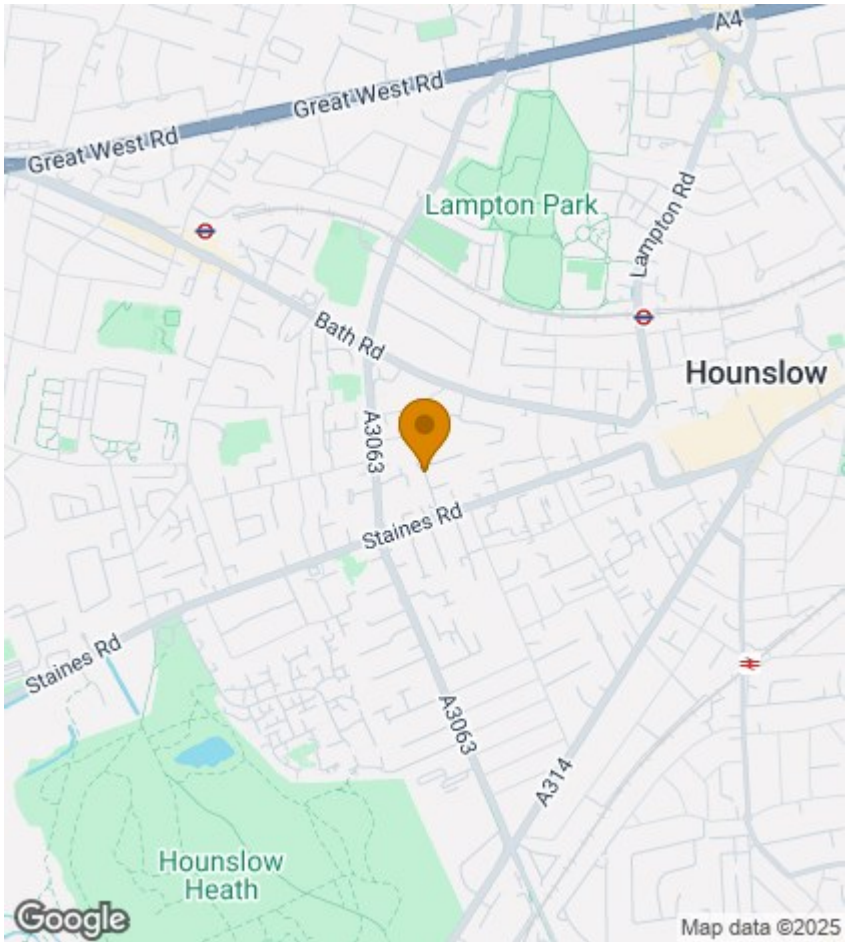 A4
Great West Rd
Great West Rd
Lampton Park
Lampton Rd
Bath Rd
Hounslow
A3063
Staines Rd
Staines Rd
A3063
A314
Hounslow
Heath
Google
Map data ©2025